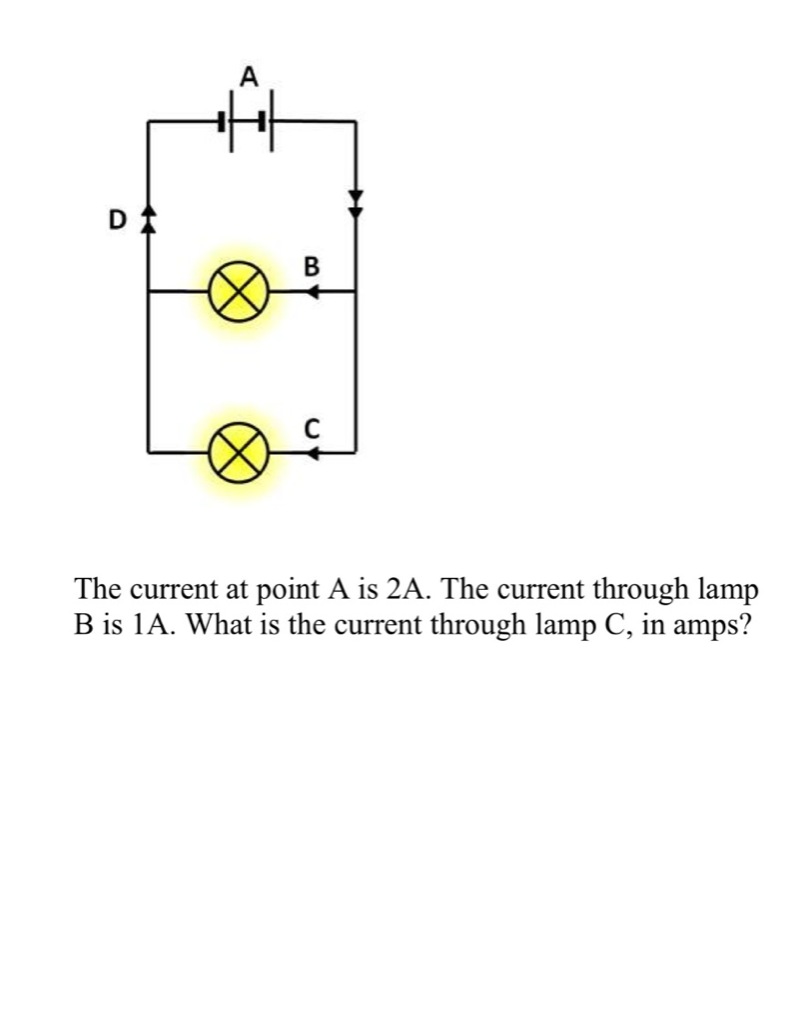 A
D
B
C
The current at point A is 2A. The current through lamp
B is 1A. What is the current through lamp C, in amps?